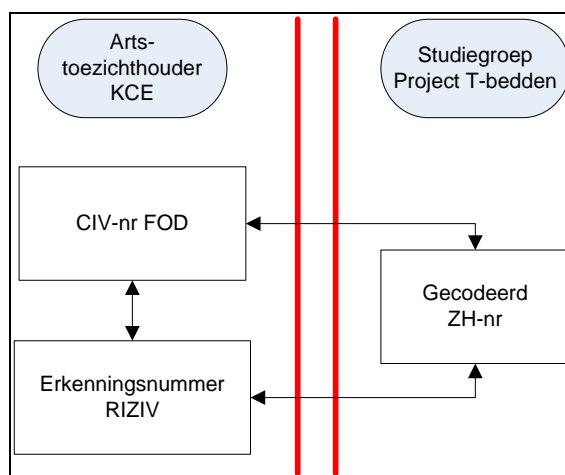 Arts-
toezichthouder
KCE
Studiegroep
Project T-bedden
CIV-nr FOD
Gecodeerd
ZH-nr
Erkenningsnummer
RIZIV